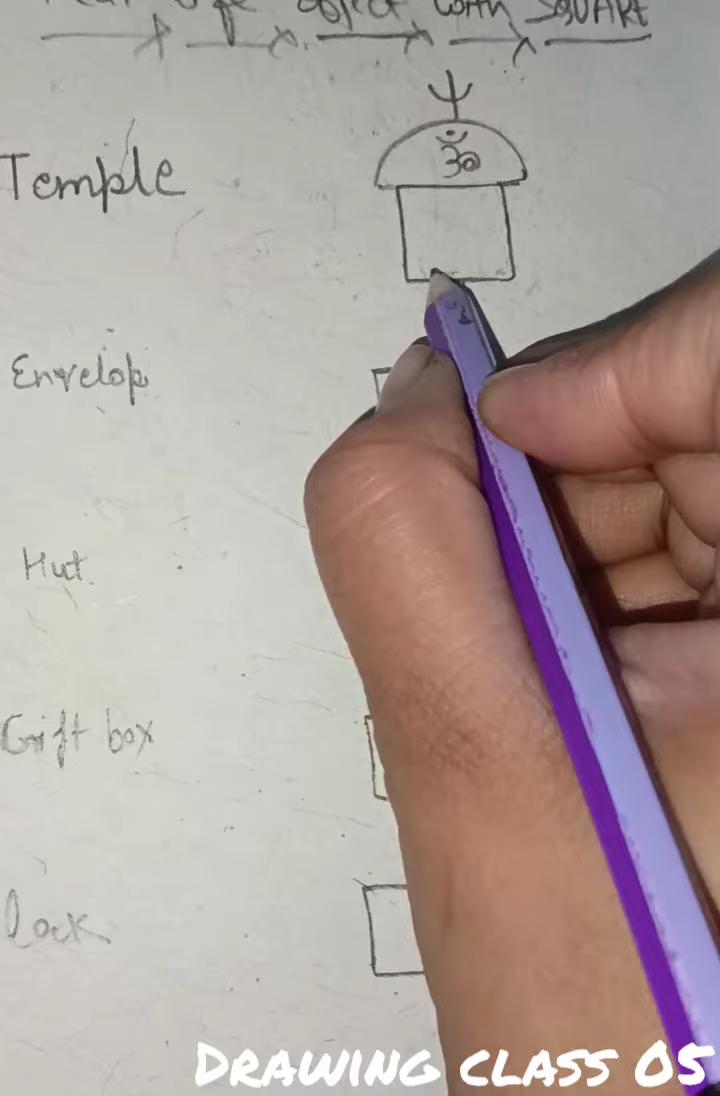 object with SQUARE
ॐ
Temple
Envelop
Hut.
Gift box
lock
DRAWING CLASS 05